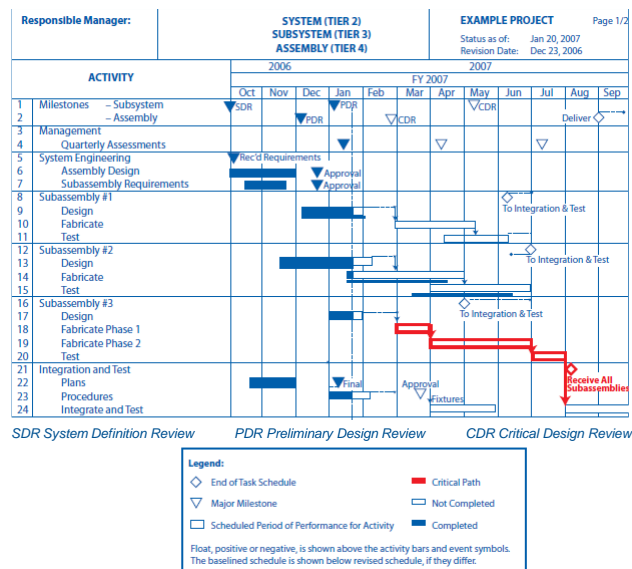 Responsible Manager:
SYSTEM (TIER 2)
SUBSYSTEM (TIER 3)
ASSEMBLY (TIER 4)
EXAMPLE PROJECT Page 1/2
Status as of: Jan 20, 2007
Revision Date: Dec 23, 2006
ACTIVITY
2006 2007
FY 2007
Oct Nov Dec Jan Feb Mar Apr May Jun Jul Aug Sep
1 Milestones – Subsystem SDR PDR CDR
2 – Assembly PDR CDR Deliver
3 Management
4 Quarterly Assessments
5 System Engineering Rec'd Requirements
6 Assembly Design Approval
7 Subassembly Requirements Approval
8 Subassembly #1
9 Design To Integration & Test
10 Fabricate
11 Test
12 Subassembly #2
13 Design To Integration & Test
14 Fabricate
15 Test
16 Subassembly #3
17 Design To Integration & Test
18 Fabricate Phase 1
19 Fabricate Phase 2
20 Test
21 Integration and Test
22 Plans Final Approval Receive All Subassemblies
23 Procedures Fixtures
24 Integrate and Test
SDR System Definition Review PDR Preliminary Design Review CDR Critical Design Review
Legend:
End of Task Schedule Critical Path
Major Milestone Not Completed
Scheduled Period of Performance for Activity Completed
Float, positive or negative, is shown above the activity bars and event symbols.
The baselined schedule is shown below revised schedule, if they differ.